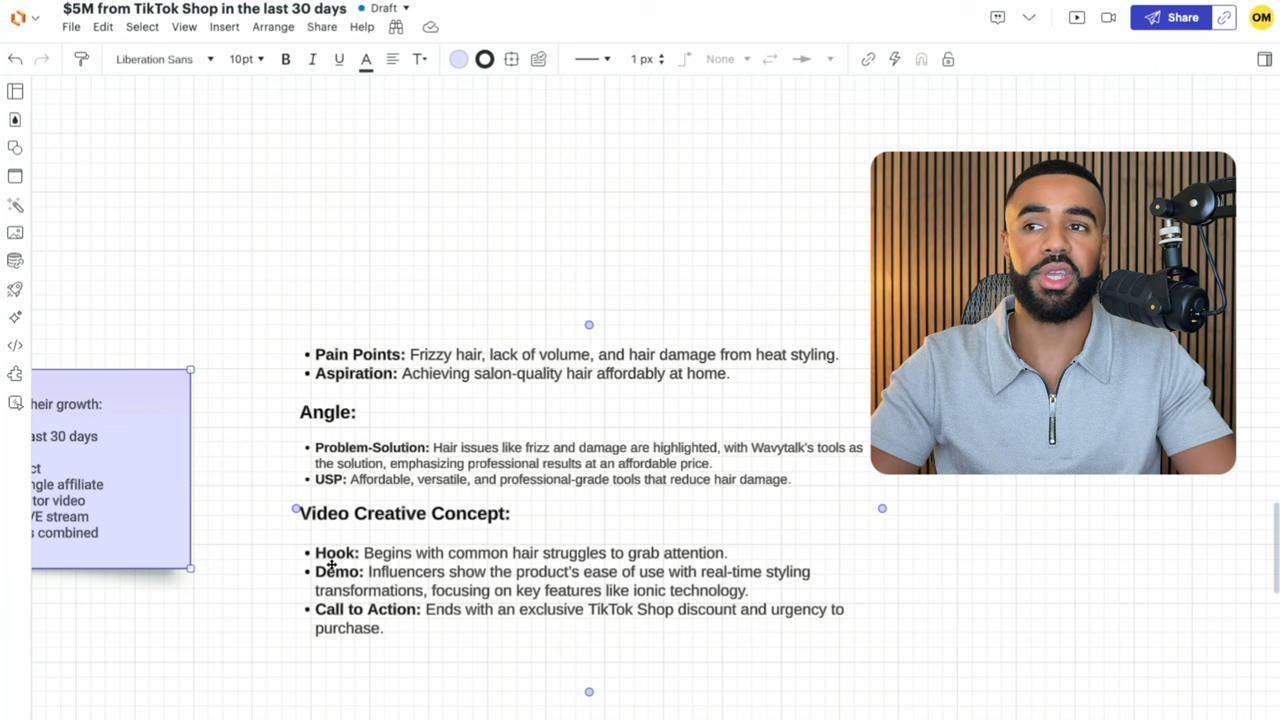 $5M from TikTok Shop in the last 30 days
Draft
File Edit Select View Insert Arrange Share Help
Share
OM
Liberation Sans
10pt
B I U A T
1 px
None
heir growth:
ast 30 days
ct
ngle affiliate
tor video
VE stream
s combined
• Pain Points: Frizzy hair, lack of volume, and hair damage from heat styling.
• Aspiration: Achieving salon-quality hair affordably at home.
Angle:
• Problem-Solution: Hair issues like frizz and damage are highlighted, with Wavytalk's tools as
the solution, emphasizing professional results at an affordable price.
• USP: Affordable, versatile, and professional-grade tools that reduce hair damage.
Video Creative Concept:
• Hook: Begins with common hair struggles to grab attention.
• Demo: Influencers show the product's ease of use with real-time styling
transformations, focusing on key features like ionic technology.
• Call to Action: Ends with an exclusive TikTok Shop discount and urgency to
purchase.